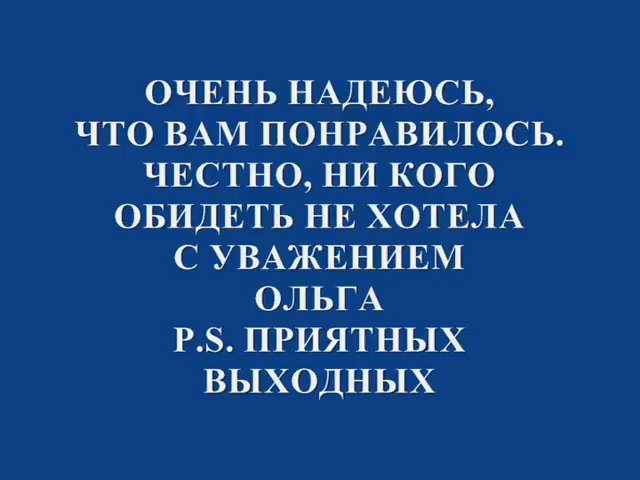 ОЧЕНЬ НАДЕЮСЬ,
ЧТО ВАМ ПОНРАВИЛОСЬ.
ЧЕСТНО, НИ КОГО
ОБИДЕТЬ НЕ ХОТЕЛА
С УВАЖЕНИЕМ
ОЛЬГА
P.S. ПРИЯТНЫХ
ВЫХОДНЫХ